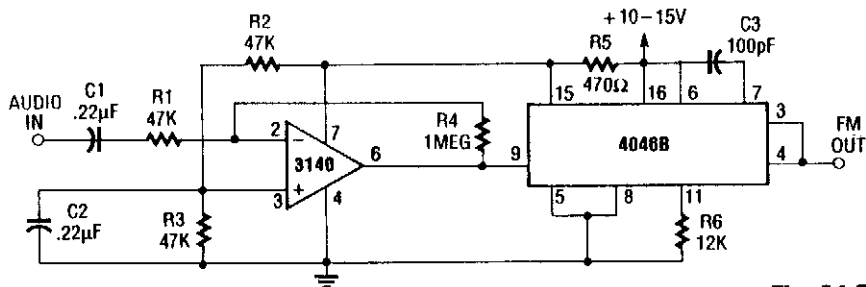 +10-15V
R2
47K
R5
470Ω
C3
100pF
AUDIO
IN
C1
.22µF
R1
47K
R4
1MEG
15
16
6
7
2
−
7
3140
6
+
3
4
9
4046B
3
4
FM
OUT
5
8
11
C2
.22µF
R3
47K
R6
12K